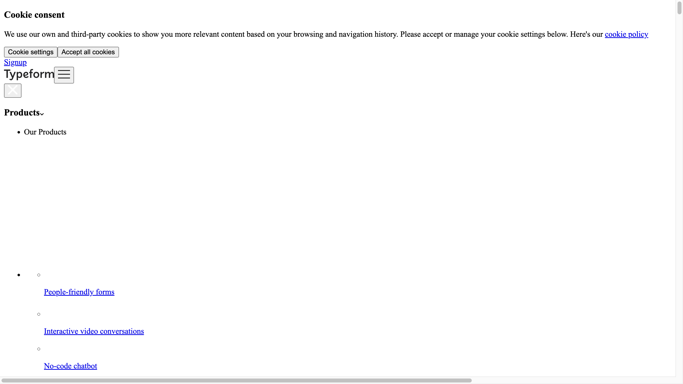 Cookie consent
We use our own and third-party cookies to show you more relevant content based on your browsing and navigation history. Please accept or manage your cookie settings below. Here's our cookie policy
Cookie settings Accept all cookies
Signup
Typeform
Products
Our Products
People-friendly forms
Interactive video conversations
No-code chatbot